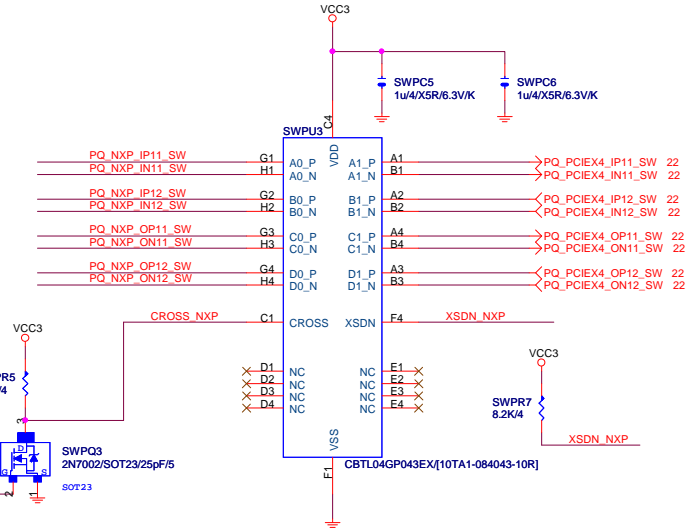 VCC3
SWPC5
1u/4/X5R/6.3V/K
SWPC6
1u/4/X5R/6.3V/K
C4
SWPU3
VDD
PQ_NXP_IP11_SW G1 A0_P A1_P A1 PQ_PCIEX4_IP11_SW 22
PQ_NXP_IN11_SW H1 A0_N A1_N B1 PQ_PCIEX4_IN11_SW 22
PQ_NXP_IP12_SW G2 B0_P B1_P A2 PQ_PCIEX4_IP12_SW 22
PQ_NXP_IN12_SW H2 B0_N B1_N B2 PQ_PCIEX4_IN12_SW 22
PQ_NXP_OP11_SW G3 C0_P C1_P A4 PQ_PCIEX4_OP11_SW 22
PQ_NXP_ON11_SW H3 C0_N C1_N B4 PQ_PCIEX4_ON11_SW 22
PQ_NXP_OP12_SW G4 D0_P D1_P A3 PQ_PCIEX4_OP12_SW 22
PQ_NXP_ON12_SW H4 D0_N D1_N B3 PQ_PCIEX4_ON12_SW 22
CROSS_NXP C1 CROSS XSDN F4 XSDN_NXP
VCC3
VCC3
D1 NC NC E1
D2 NC NC E2
D3 NC NC E3
D4 NC NC E4
PR5
/4
SWPR7
8.2K/4
3
D
G
S
2
1
SWPQ3
2N7002/SOT23/25pF/5
SOT23
VSS
XSDN_NXP
F1
CBTL04GP043EX/[10TA1-084043-10R]